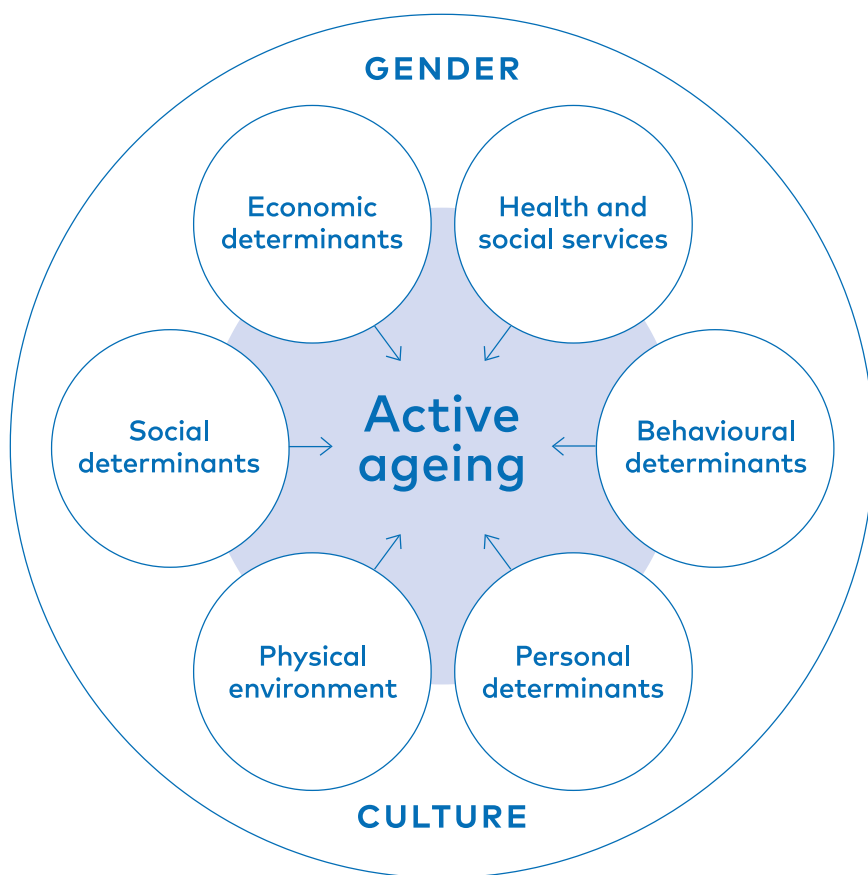 GENDER
Economic
determinants
Health and
social services
Social
determinants
Active
ageing
Behavioural
determinants
Physical
environment
Personal
determinants
CULTURE